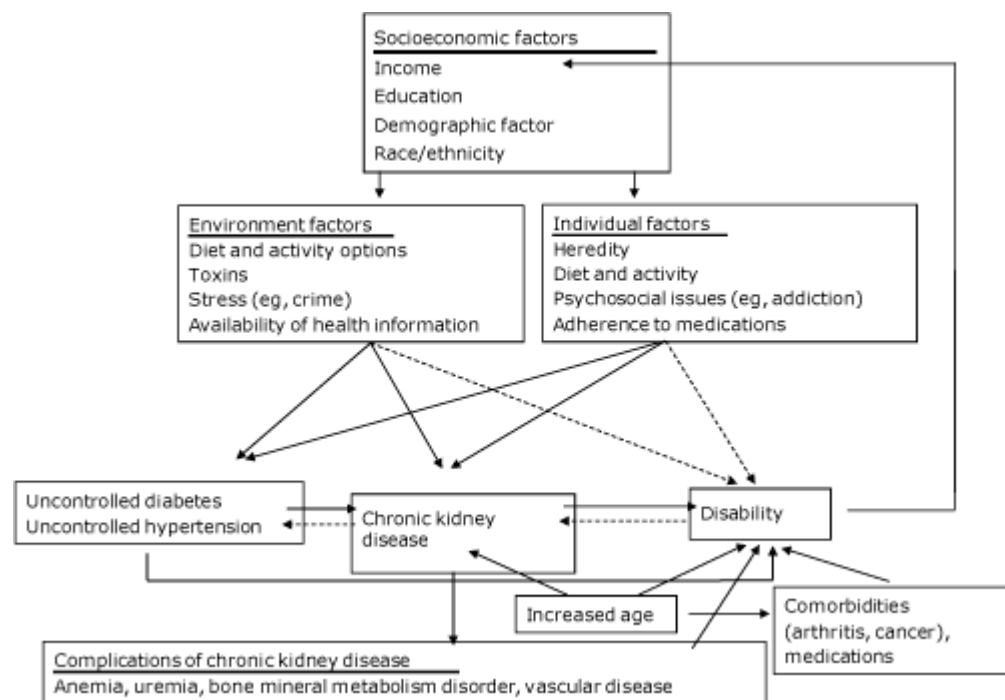 Socioeconomic factors
Income
Education
Demographic factor
Race/ethnicity
Environment factors
Diet and activity options
Toxins
Stress (eg, crime)
Availability of health information
Individual factors
Heredity
Diet and activity
Psychosocial issues (eg, addiction)
Adherence to medications
Uncontrolled diabetes
Uncontrolled hypertension
Chronic kidney
disease
Disability
Increased age
Comorbidities
(arthritis, cancer),
medications
Complications of chronic kidney disease
Anemia, uremia, bone mineral metabolism disorder, vascular disease